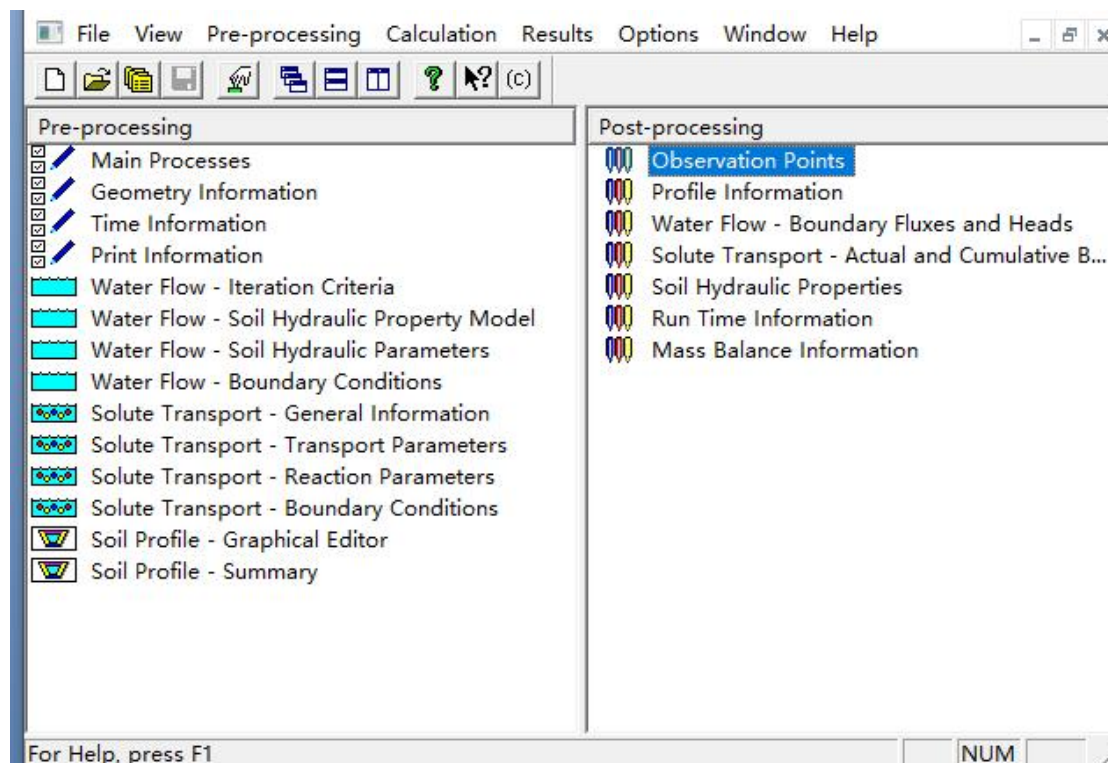 File View Pre-processing Calculation Results Options Window Help
(c)
Pre-processing
Main Processes
Geometry Information
Time Information
Print Information
Water Flow - Iteration Criteria
Water Flow - Soil Hydraulic Property Model
Water Flow - Soil Hydraulic Parameters
Water Flow - Boundary Conditions
Solute Transport - General Information
Solute Transport - Transport Parameters
Solute Transport - Reaction Parameters
Solute Transport - Boundary Conditions
Soil Profile - Graphical Editor
Soil Profile - Summary
Post-processing
Observation Points
Profile Information
Water Flow - Boundary Fluxes and Heads
Solute Transport - Actual and Cumulative B...
Soil Hydraulic Properties
Run Time Information
Mass Balance Information
For Help, press F1
NUM